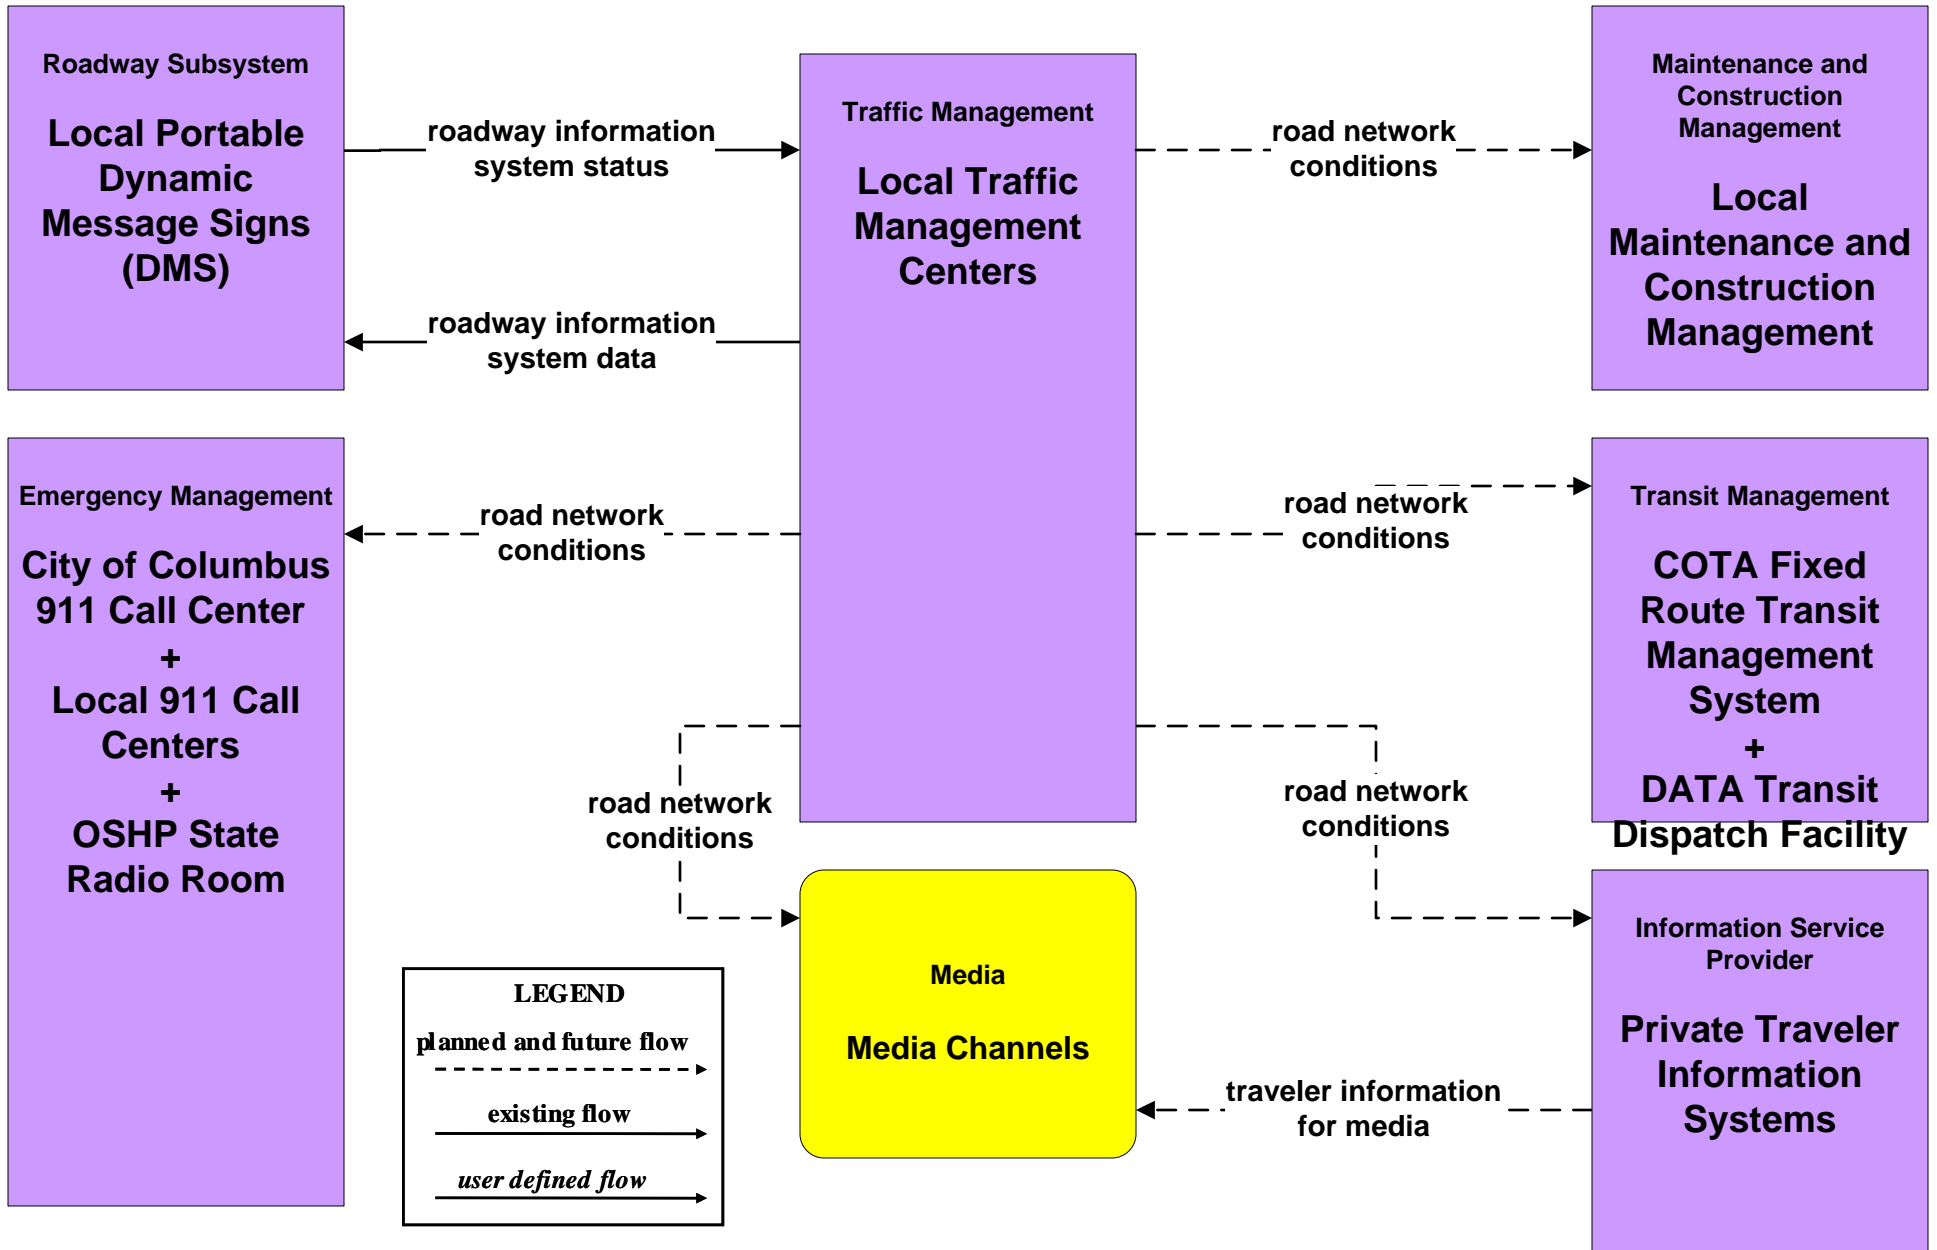 Roadway Subsystem
Local Portable
Dynamic
Message Signs
(DMS)
roadway information
system status
roadway information
system data
Traffic Management
Local Traffic
Management
Centers
road network
conditions
Maintenance and
Construction
Management
Local
Maintenance and
Construction
Management
Emergency Management
City of Columbus
911 Call Center
+
Local 911 Call
Centers
+
OSHP State
Radio Room
road network
conditions
road network
conditions
Transit Management
COTA Fixed
Route Transit
Management
System
+
DATA Transit
Dispatch Facility
road network
conditions
road network
conditions
Media
Media Channels
Information Service
Provider
Private Traveler
Information
Systems
traveler information
for media
LEGEND
planned and future flow
existing flow
user defined flow